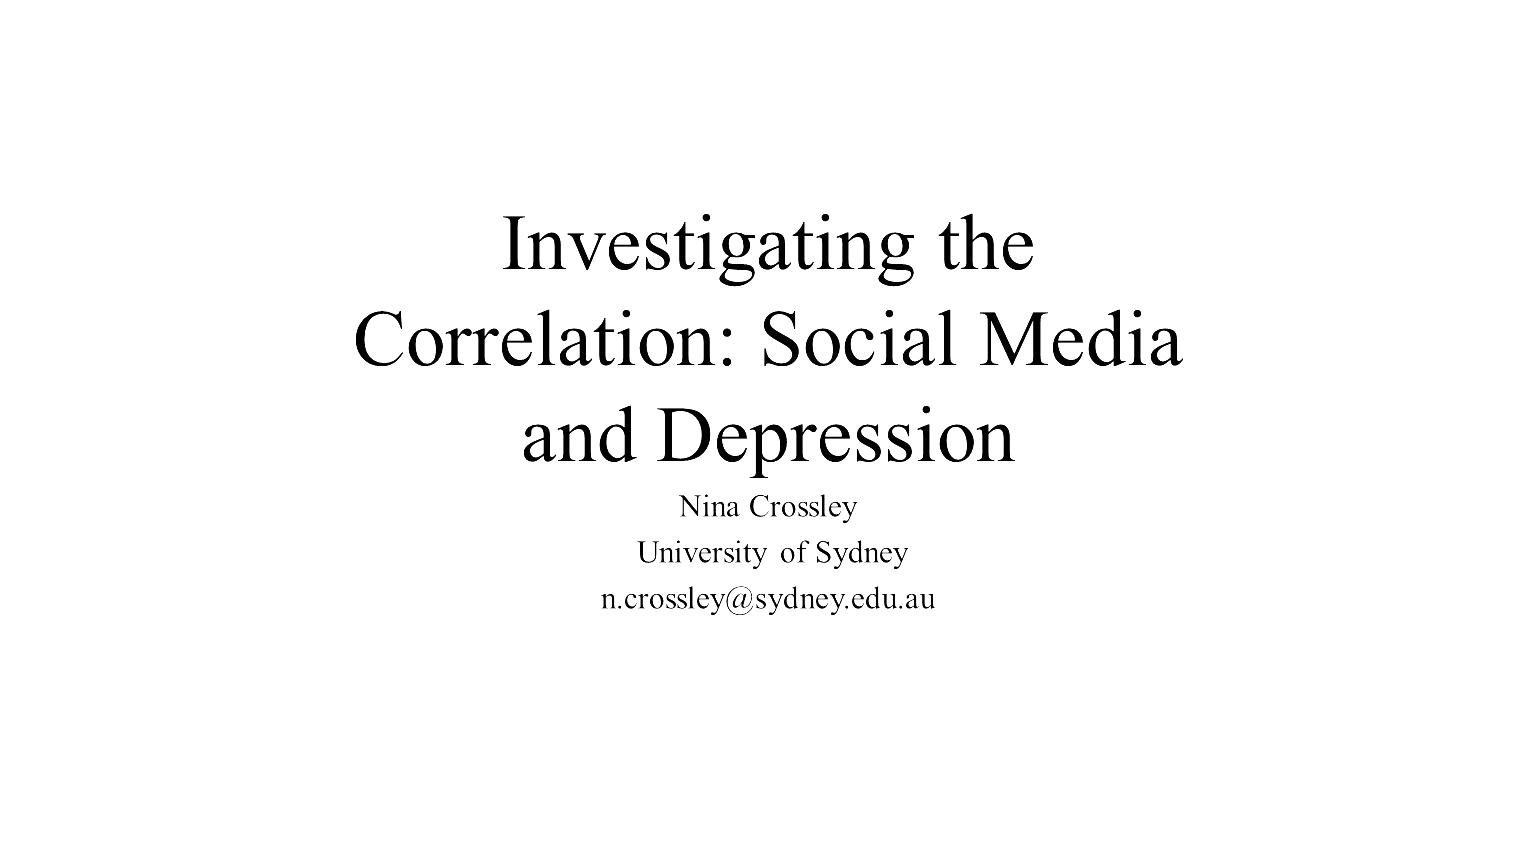 Investigating the
Correlation: Social Media
and Depression
Nina Crossley
University of Sydney
n.crossley@sydney.edu.au